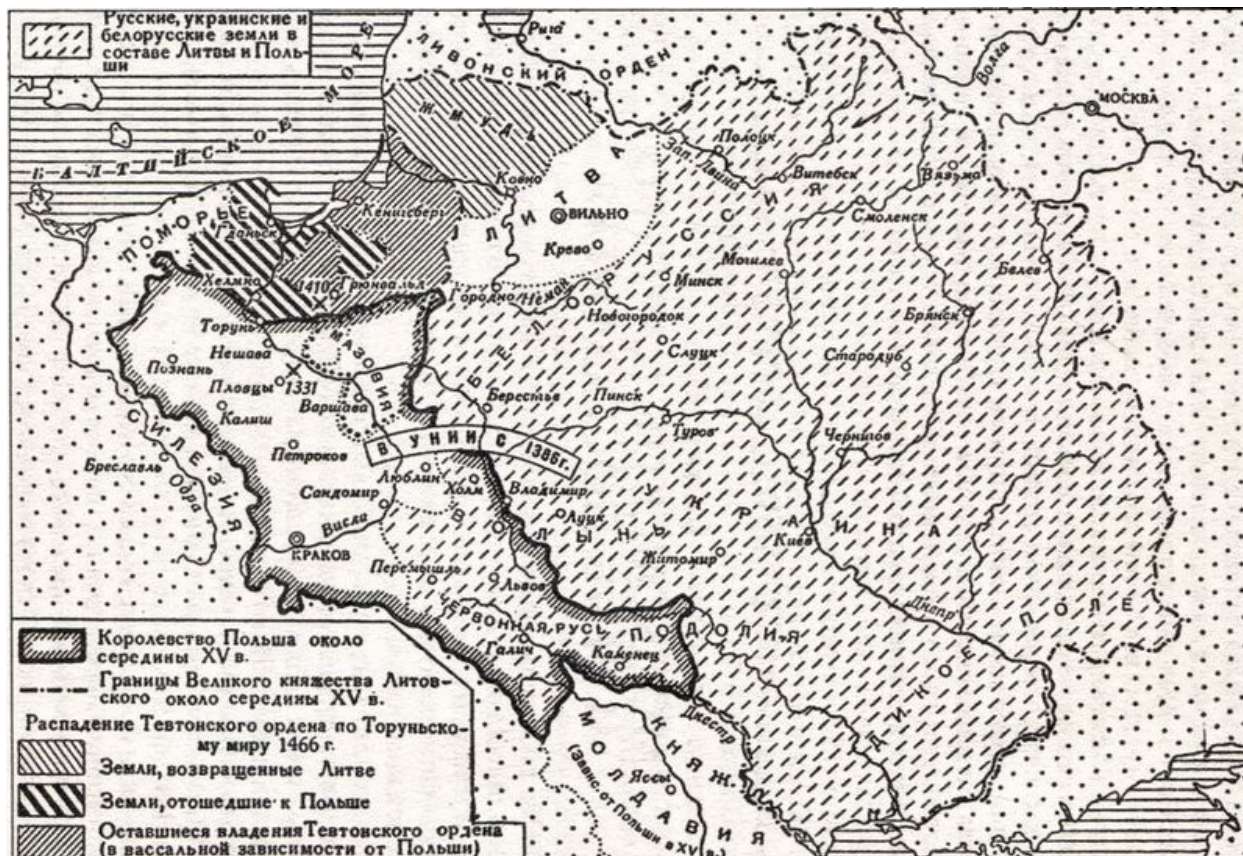 Русские, украинские и
белорусские земли в
составе Литвы и Поль-
ши
БАЛТИЙСКОЕ МОРЕ
Рига
ЛИВОНСКИЙ ОРДЕН
Волга
МОСКВА
ЖМУДЬ
Полоцк
Зап. Двина
Витебск
Вязьма
Ковно
ЛИТВА
ВИЛЬНО
Смоленск
Кенигсберг
ПОМОРЬЕ
Гданьск
Крево
Минск
Могилев
Белев
Хелмно
1410
Грюнвальд
Городно
Неман
Новогородок
Брянск
БЕЛОРУССИЯ
Торунь
Нешава
МАЗОВИЯ
Слуцк
Стародуб
Познань
Пловцы
1331
Варшава
Берестье
Пинск
Калиш
Туров
Чернигов
СИЛЕЗИЯ
В УНИИ С 1386г.
Петроков
Бреславль
Одра
Люблин
Холм
Владимир
Сандомир
Луцк
УКРАИНА
ВОЛЫНЬ
Киев
Висла
КРАКОВ
Житомир
Перемышль
Львов
Днепр
ДИКОЕ ПОЛЕ
ЧЕРВОННАЯ РУСЬ
ПОДОЛИЯ
Галич
Каменец
Днестр
МОЛДАВИЯ
КНЯЖ.
(Завис. от Польши в XV в.)
Яссы
Королевство Польша около
середины XV в.
Границы Великого княжества Литов-
ского около середины XV в.
Распадение Тевтонского ордена по Торуньско-
му миру 1466 г.
Земли, возвращенные Литве
Земли, отошедшие к Польше
Оставшиеся владения Тевтонского ордена
(в вассальной зависимости от Польши)